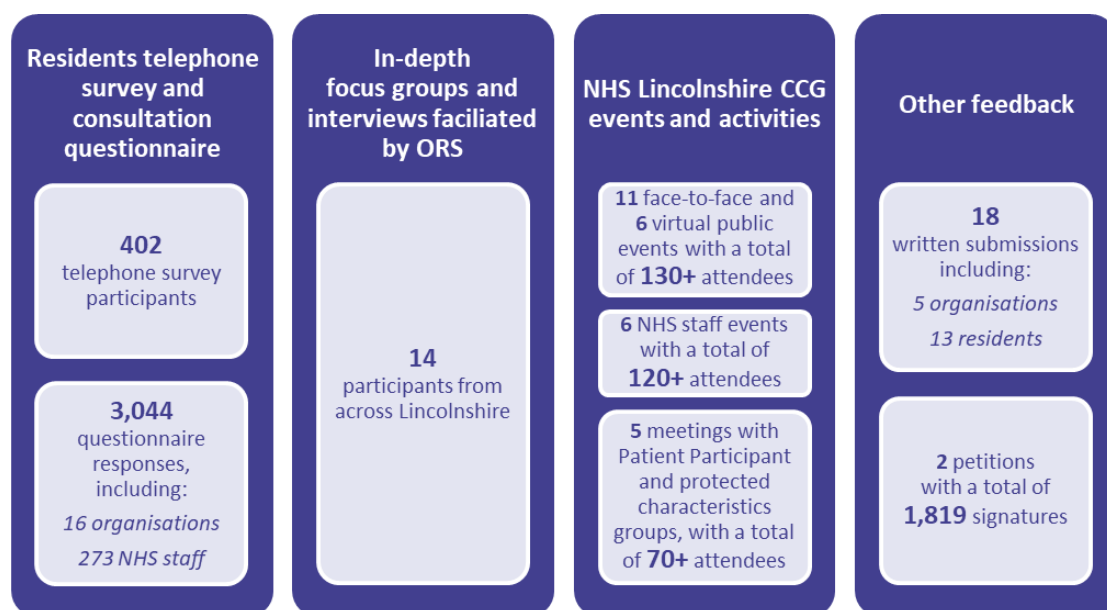 Residents telephone
survey and
consultation
questionnaire
402
telephone survey
participants
3,044
questionnaire
responses,
including:
16 organisations
273 NHS staff
In-depth
focus groups and
interviews faciliated
by ORS
14
participants from
across Lincolnshire
NHS Lincolnshire CCG
events and activities
11 face-to-face and
6 virtual public
events with a total
of 130+ attendees
6 NHS staff events
with a total of
120+ attendees
5 meetings with
Patient Participant
and protected
characteristics
groups, with a total
of 70+ attendees
Other feedback
18
written submissions
including:
5 organisations
13 residents
2 petitions
with a total of
1,819 signatures